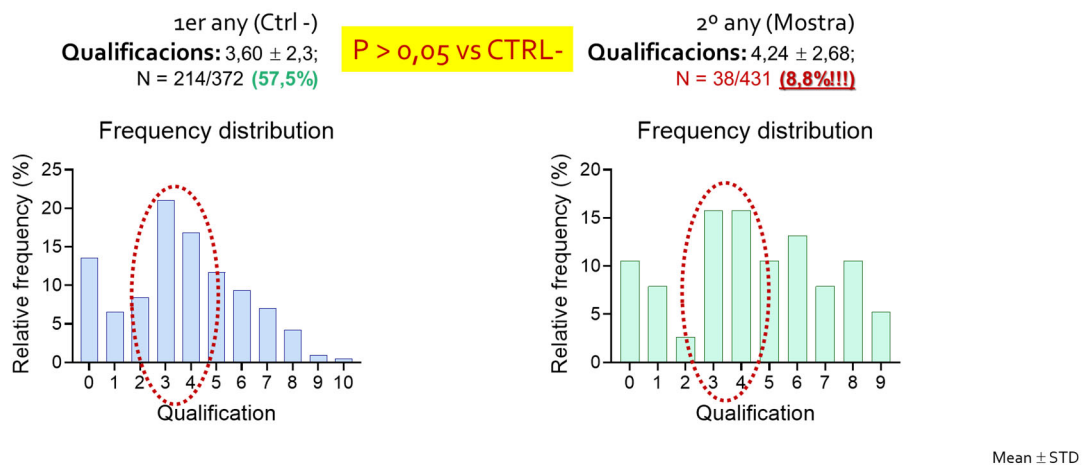 1er any (Ctrl -)
Qualificacions: 3,60 ± 2,3;
N = 214/372 (57,5%)
P > 0,05 vs CTRL-
2º any (Mostra)
Qualificacions: 4,24 ± 2,68;
N = 38/431 (8,8%!!!)
Frequency distribution
Relative frequency (%)
25
20
15
10
5
0
0 1 2 3 4 5 6 7 8 9 10
Qualification
Frequency distribution
Relative frequency (%)
20
15
10
5
0
0 1 2 3 4 5 6 7 8 9
Qualification
Mean ± STD